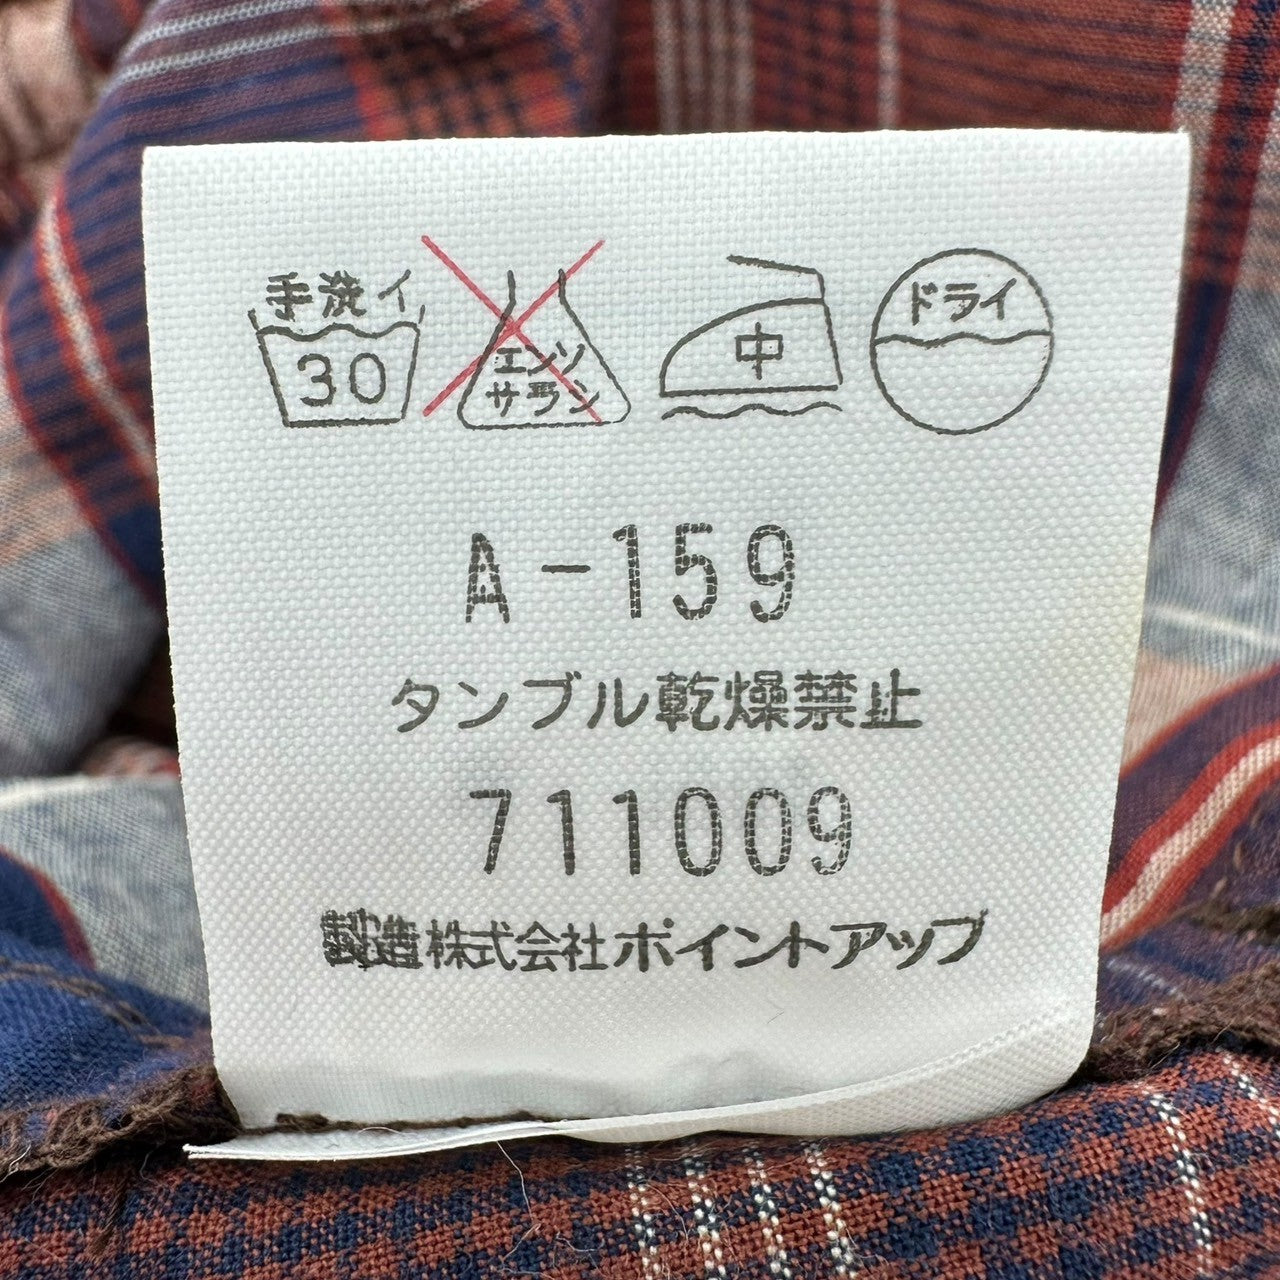 手洗イ
30
エンソ
サラシ
中
ドライ
A-159
タンブル乾燥禁止
711009
製造株式会社ポイントアップ